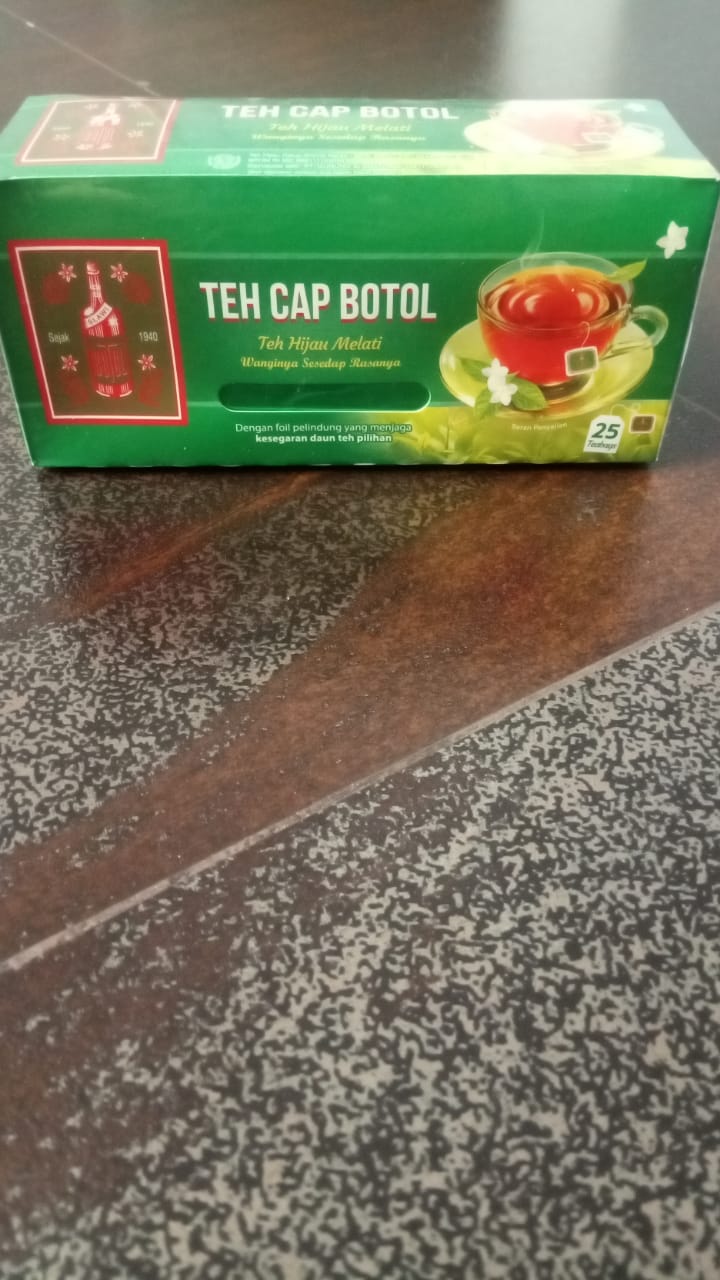 TEH CAP BOTOL
Teh Hijau Melati
Wanginya Sesedap Rasanya
SLAWI
Sejak 1940
TEH CAP BOTOL
Teh Hijau Melati
Wanginya Sesedap Rasanya
Dengan foil pelindung yang menjaga
kesegaran daun teh pilihan
Saran Penyajian
25
Teabags